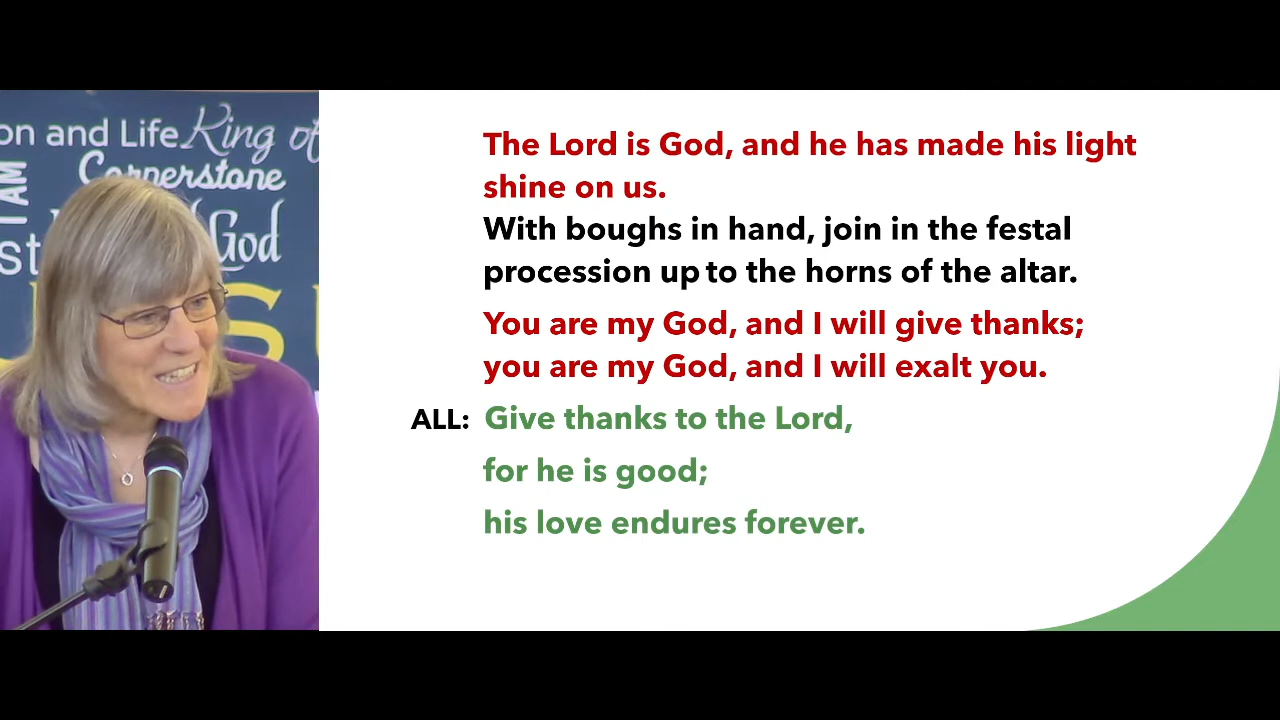 on and Life King of
Cornerstone
I AM
God
st
The Lord is God, and he has made his light
shine on us.
With boughs in hand, join in the festal
procession up to the horns of the altar.
You are my God, and I will give thanks;
you are my God, and I will exalt you.
ALL: Give thanks to the Lord,
for he is good;
his love endures forever.